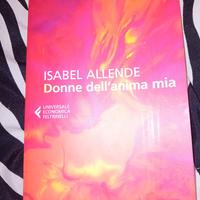 ISABEL ALLENDE
Donne dell'anima mia
UNIVERSALE
ECONOMICA
FELTRINELLI